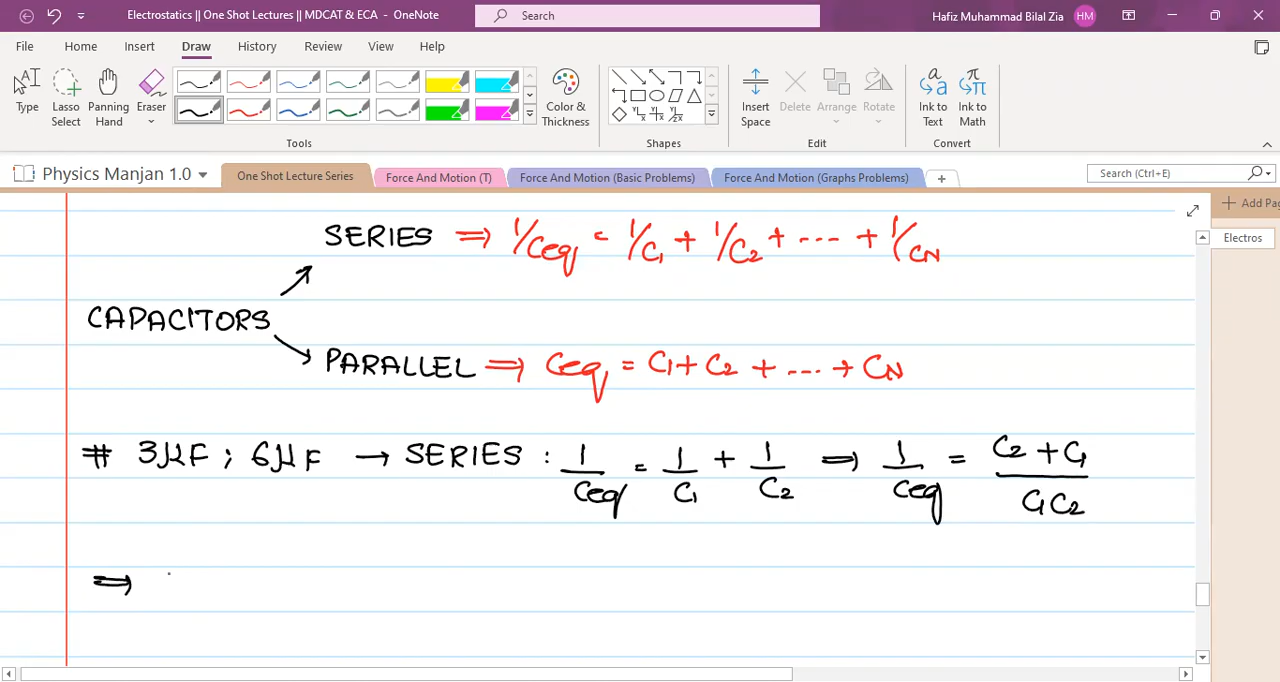 Electrostatics || One Shot Lectures || MDCAT & ECA - OneNote
Search
Hafiz Muhammad Bilal Zia HM
File Home Insert Draw History Review View Help
Type Lasso Select Panning Hand Eraser Color & Thickness Insert Space Delete Arrange Rotate Ink to Text Ink to Math
Tools Shapes Edit Convert
Physics Manjan 1.0 One Shot Lecture Series Force And Motion (T) Force And Motion (Basic Problems) Force And Motion (Graphs Problems) Search (Ctrl+E)
Add Pag
Electros
SERIES ⇒ 1/Ceq = 1/C1 + 1/C2 + ---- + 1/CN
CAPACITORS
PARALLEL ⇒ Ceq = C1 + C2 + ---- + CN
# 3μF ; 6μF → SERIES : 1/Ceq = 1/C1 + 1/C2 ⇒ 1/Ceq = C2 + C1 / C1C2
⇒